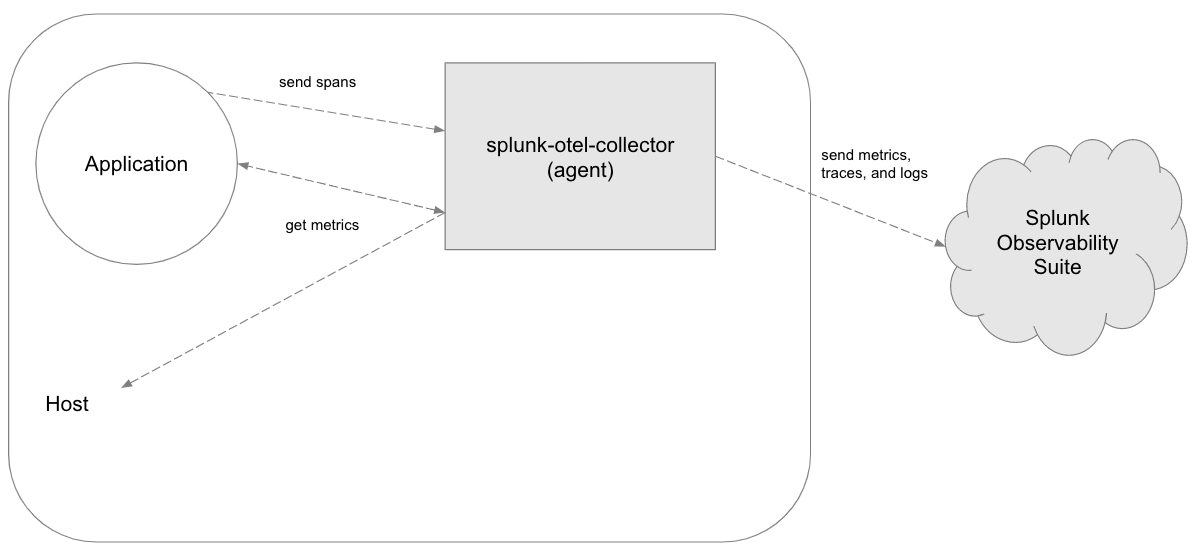 send spans
Application
splunk-otel-collector
(agent)
get metrics
send metrics,
traces, and logs
Splunk
Observability
Suite
Host